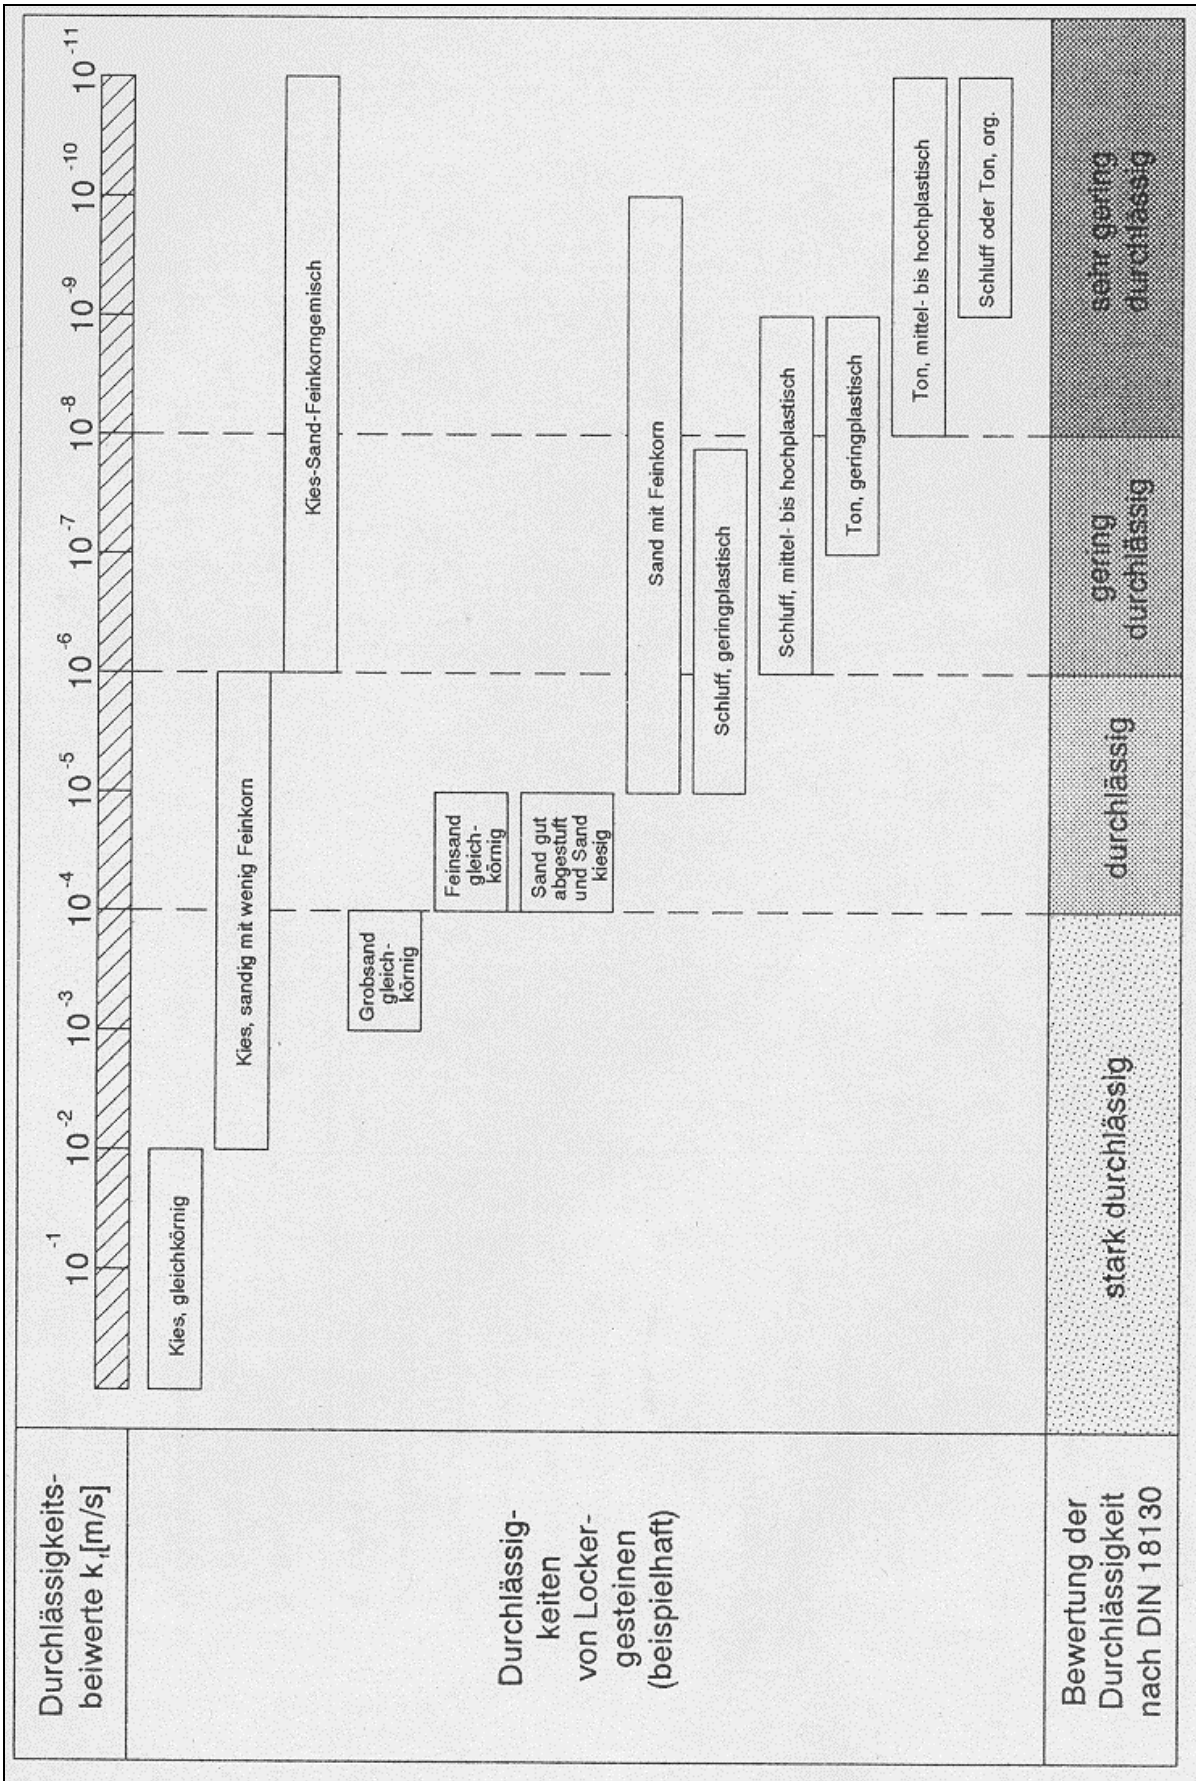 Durchlässigkeits-
beiwerte kf[m/s]
10-1
10-2
10-3
10-4
10-5
10-6
10-7
10-8
10-9
10-10
10-11
Durchlässig-
keiten
von Locker-
gesteinen
(beispielhaft)
Kies, gleichkörnig
Kies, sandig mit wenig Feinkorn
Kies-Sand-Feinkorngemisch
Grobsand
gleich-
körnig
Feinsand
gleich-
körnig
Sand gut
abgestuft
und Sand
kiesig
Sand mit Feinkorn
Schluff, geringplastisch
Schluff, mittel- bis hochplastisch
Ton, geringplastisch
Ton, mittel- bis hochplastisch
Schluff oder Ton, org.
Bewertung der
Durchlässigkeit
nach DIN 18130
stark durchlässig
durchlässig
gering
durchlässig
sehr gering
durchlässig